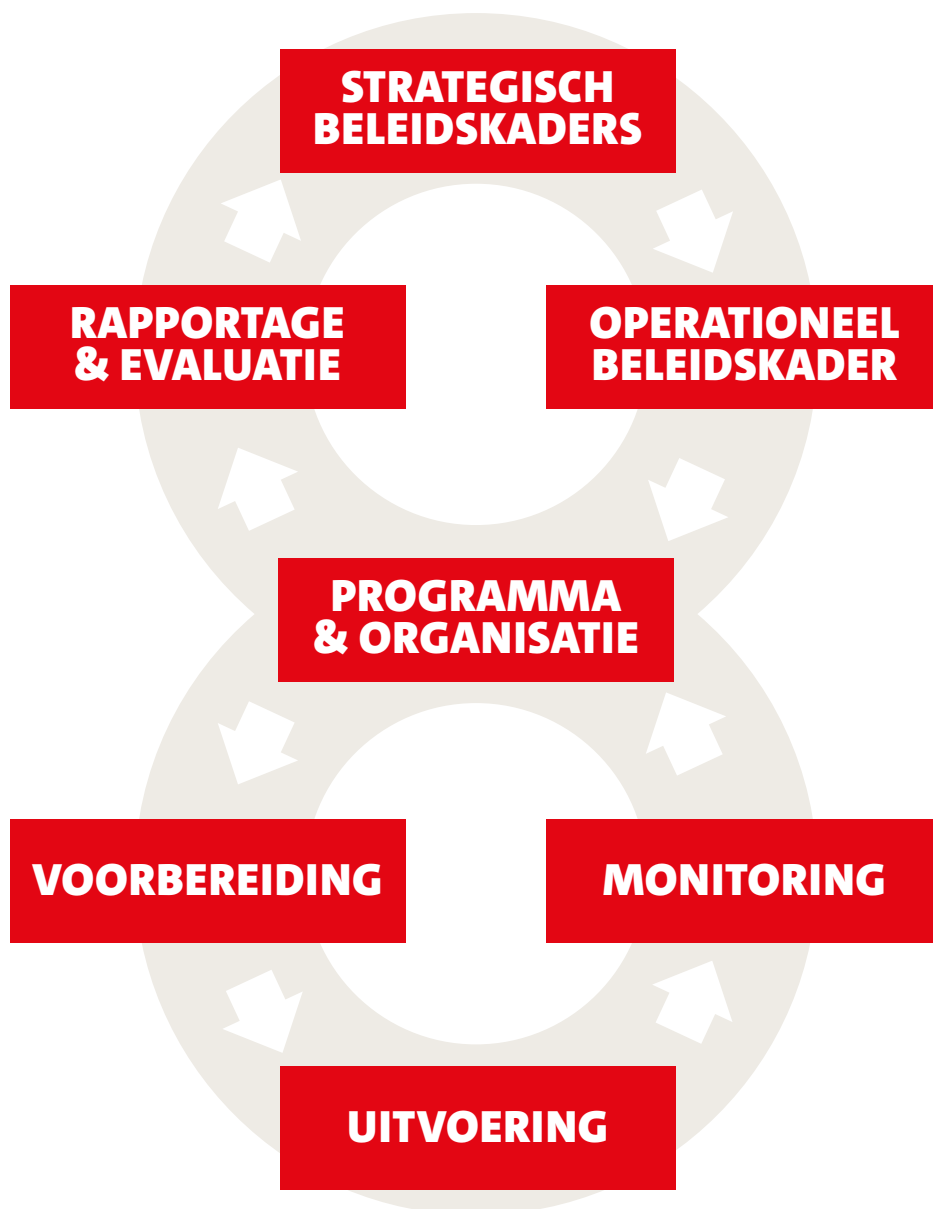 STRATEGISCH
BELEIDSKADERS
RAPPORTAGE
& EVALUATIE
OPERATIONEEL
BELEIDSKADER
PROGRAMMA
& ORGANISATIE
VOORBEREIDING
MONITORING
UITVOERING